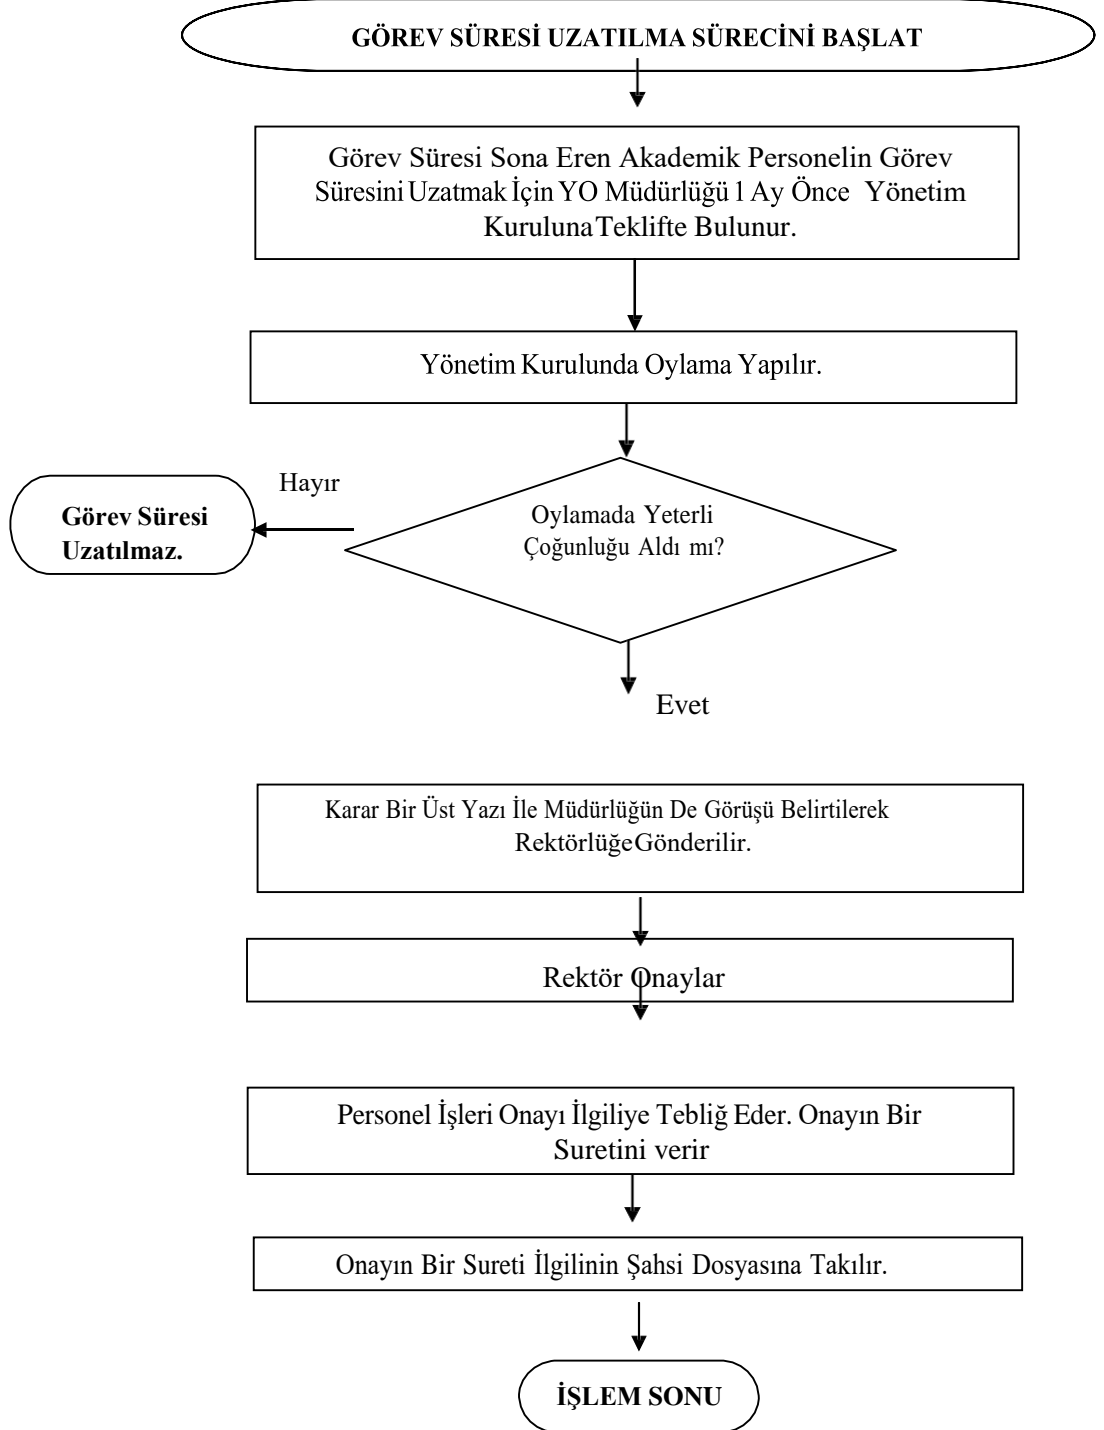 GÖREV SÜRESİ UZATILMA SÜRECİNİ BAŞLAT
Görev Süresi Sona Eren Akademik Personelin Görev
Süresini Uzatmak İçin YO Müdürlüğü 1 Ay Önce Yönetim
Kuruluna Teklifte Bulunur.
Yönetim Kurulunda Oylama Yapılır.
Hayır
Görev Süresi
Uzatılmaz.
Oylamada Yeterli
Çoğunluğu Aldı mı?
Evet
Karar Bir Üst Yazı İle Müdürlüğün De Görüşü Belirtilerek
Rektörlüğe Gönderilir.
Rektör Onaylar
Personel İşleri Onayı İlgiliye Tebliğ Eder. Onayın Bir
Suretini verir
Onayın Bir Sureti İlgilinin Şahsi Dosyasına Takılır.
İŞLEM SONU